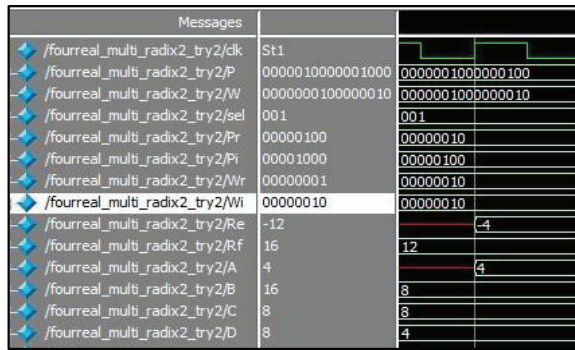 Messages
/fourreal_multi_radix2_try2/clk St1
/fourreal_multi_radix2_try2/P 0000010000001000 0000001000000100
/fourreal_multi_radix2_try2/W 0000000100000010 0000001000000010
/fourreal_multi_radix2_try2/sel 001 001
/fourreal_multi_radix2_try2/Pr 00000100 00000010
/fourreal_multi_radix2_try2/Pi 00001000 00000100
/fourreal_multi_radix2_try2/Wr 00000001 00000010
/fourreal_multi_radix2_try2/Wi 00000010 00000010
/fourreal_multi_radix2_try2/Re -12 -4
/fourreal_multi_radix2_try2/Rf 16 12
/fourreal_multi_radix2_try2/A 4 4
/fourreal_multi_radix2_try2/B 16 8
/fourreal_multi_radix2_try2/C 8 8
/fourreal_multi_radix2_try2/D 8 4